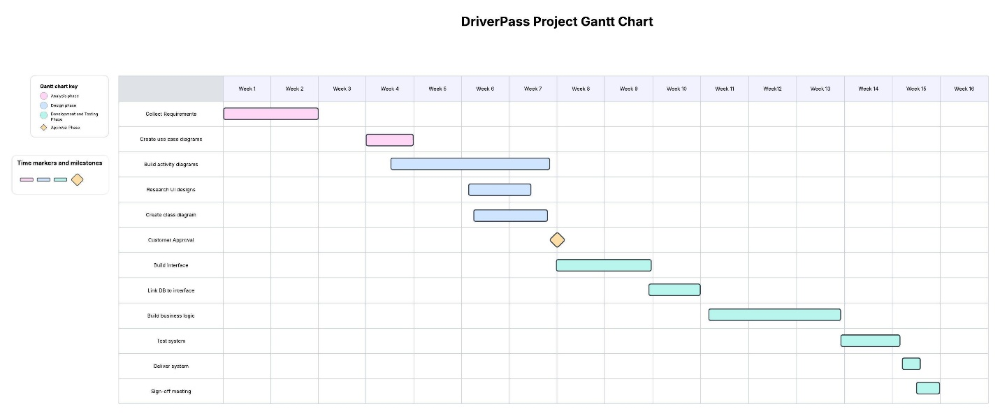 DriverPass Project Gantt Chart
Gantt chart key
Analysis phase
Design phase
Development and Testing
Phase
Approval Phase
Time markers and milestones
Week 1
Week 2
Week 3
Week 4
Week 5
Week 6
Week 7
Week 8
Week 9
Week 10
Week 11
Week12
Week 13
Week 14
Week 15
Week 16
Collect Requirements
Create use case diagrams
Build activity diagrams
Research UI designs
Create class diagram
Customer Approval
Build Interface
Link DB to interface
Build business logic
Test system
Deliver system
Sign-off meeting